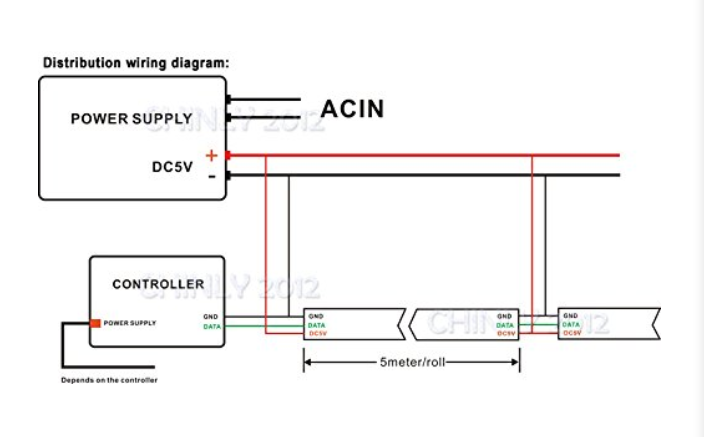 Distribution wiring diagram:
POWER SUPPLY
ACIN
+
DC5V
-
CHINLY 2012
CONTROLLER
CHINLY 2012
GND
DATA
POWER SUPPLY
Depends on the controller
GND
DATA
DC5V
GND
DATA
DC5V
GND
DATA
DC5V
CHINLY 2012
5meter/roll